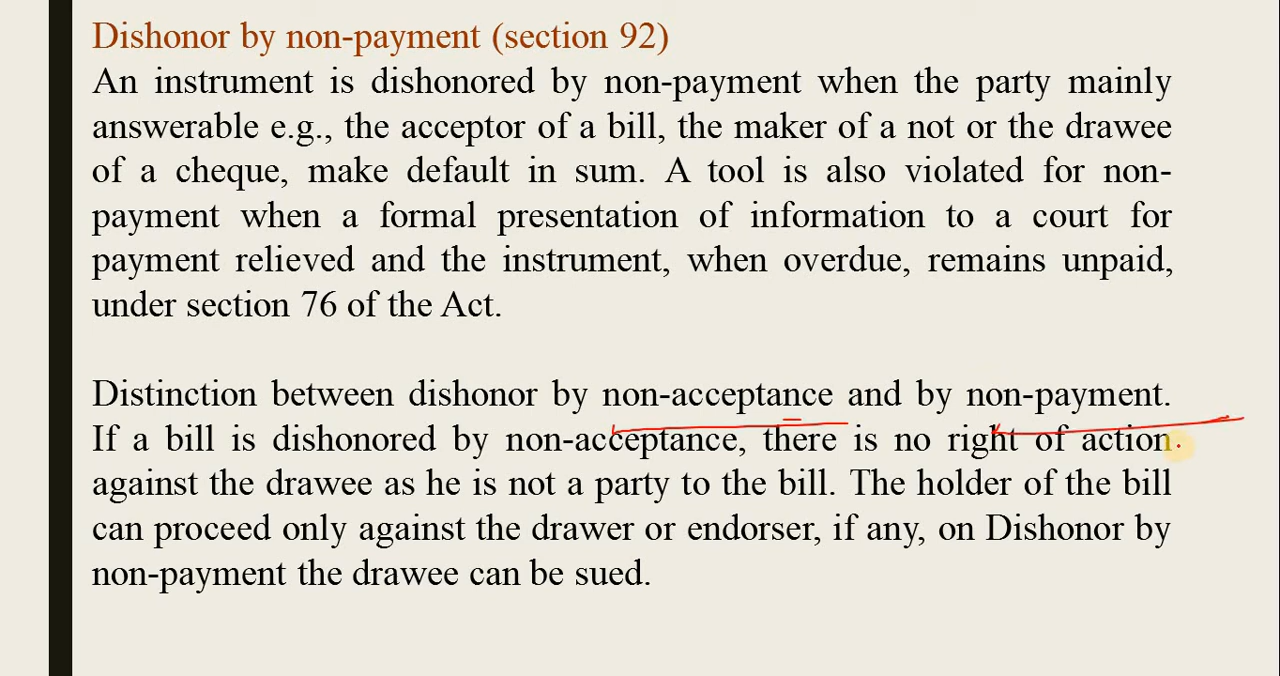 Dishonor by non-payment (section 92)
An instrument is dishonored by non-payment when the party mainly
answerable e.g., the acceptor of a bill, the maker of a not or the drawee
of a cheque, make default in sum. A tool is also violated for non-
payment when a formal presentation of information to a court for
payment relieved and the instrument, when overdue, remains unpaid,
under section 76 of the Act.
Distinction between dishonor by non-acceptance and by non-payment.
If a bill is dishonored by non-acceptance, there is no right of action
against the drawee as he is not a party to the bill. The holder of the bill
can proceed only against the drawer or endorser, if any, on Dishonor by
non-payment the drawee can be sued.